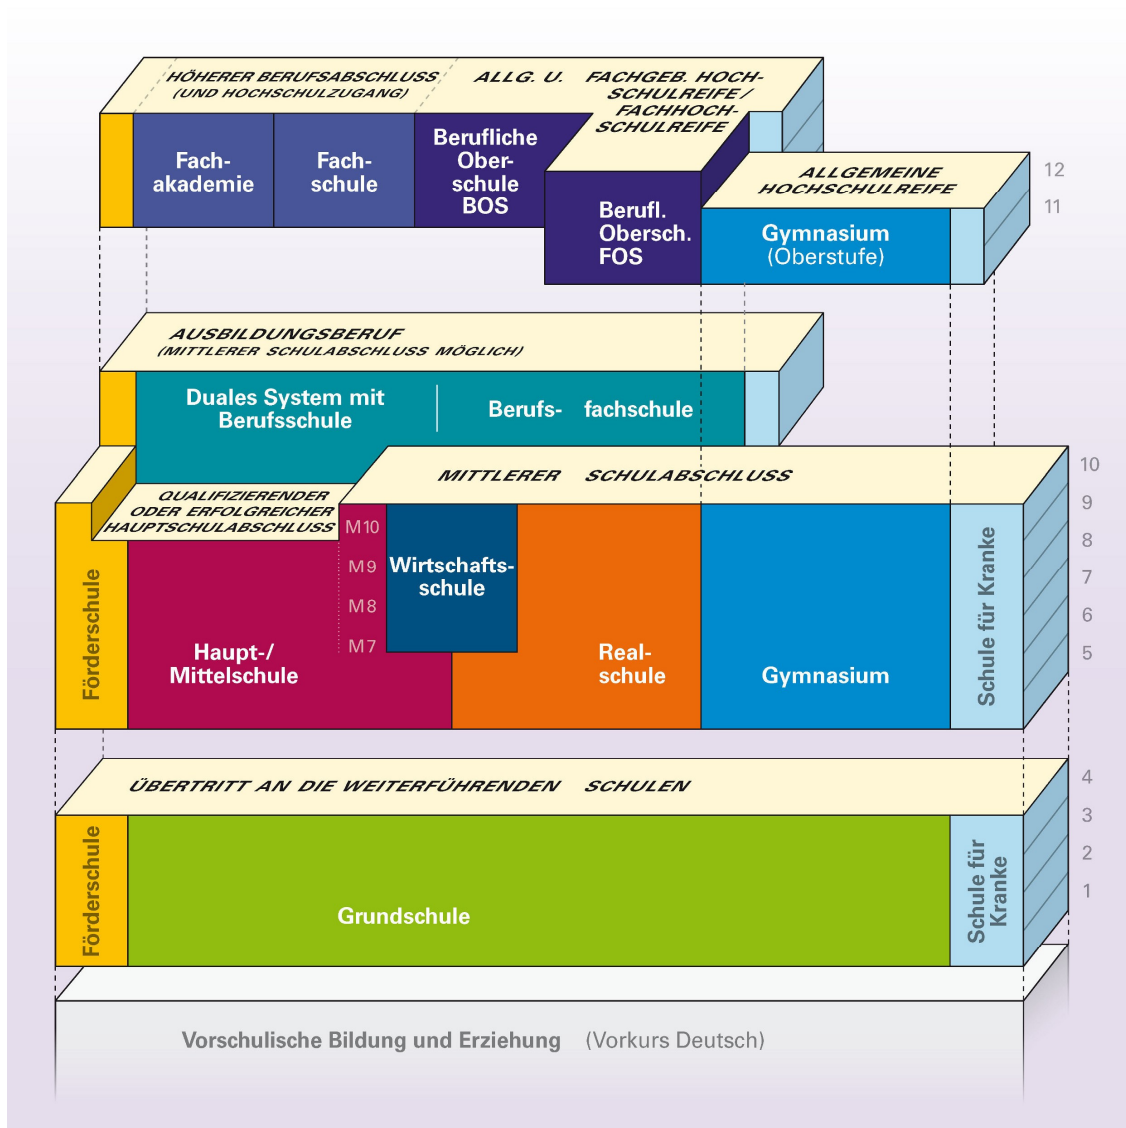 HÖHERER BERUFSABSCHLUSS
(UND HOCHSCHULZUGANG)
ALLG. U. FACHGEB. HOCH-
SCHULREIFE/
FACHHOCH-
SCHULREIFE
Fach-
akademie
Fach-
schule
Berufliche
Ober-
schule
BOS
Berufl.
Obersch.
FOS
ALLGEMEINE
HOCHSCHULREIFE
Gymnasium
(Oberstufe)
12
11
AUSBILDUNGSBERUF
(MITTLERER SCHULABSCHLUSS MÖGLICH)
Duales System mit
Berufsschule
Berufs- fachschule
MITTLERER SCHULABSCHLUSS
QUALIFIZIERENDER
ODER ERFOLGREICHER
HAUPTSCHULABSCHLUSS
Förderschule
Haupt-/
Mittelschule
M10
M9
M8
M7
Wirtschafts-
schule
Real-
schule
Gymnasium
Schule für Kranke
10
9
8
7
6
5
ÜBERTRITT AN DIE WEITERFÜHRENDEN SCHULEN
Förderschule
Grundschule
Schule für
Kranke
4
3
2
1
Vorschulische Bildung und Erziehung (Vorkurs Deutsch)